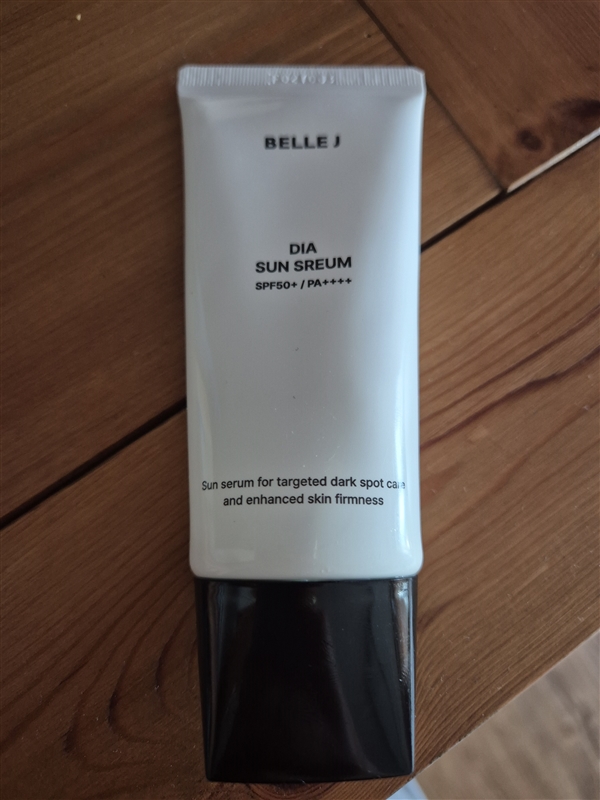 BELLE J
DIA
SUN SREUM
SPF50+ / PA++++
Sun serum for targeted dark spot care
and enhanced skin firmness